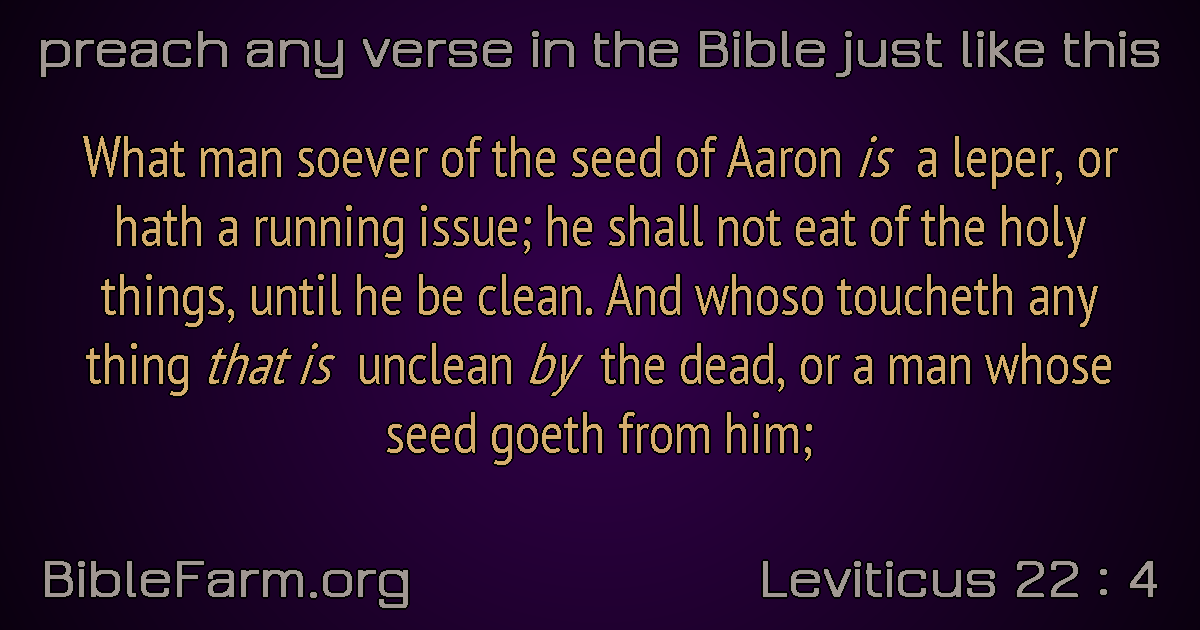 preach any verse in the Bible just like this
What man soever of the seed of Aaron is a leper, or
hath a running issue; he shall not eat of the holy
things, until he be clean. And whoso toucheth any
thing that is unclean by the dead, or a man whose
seed goeth from him;
BibleFarm.org
Leviticus 22 : 4